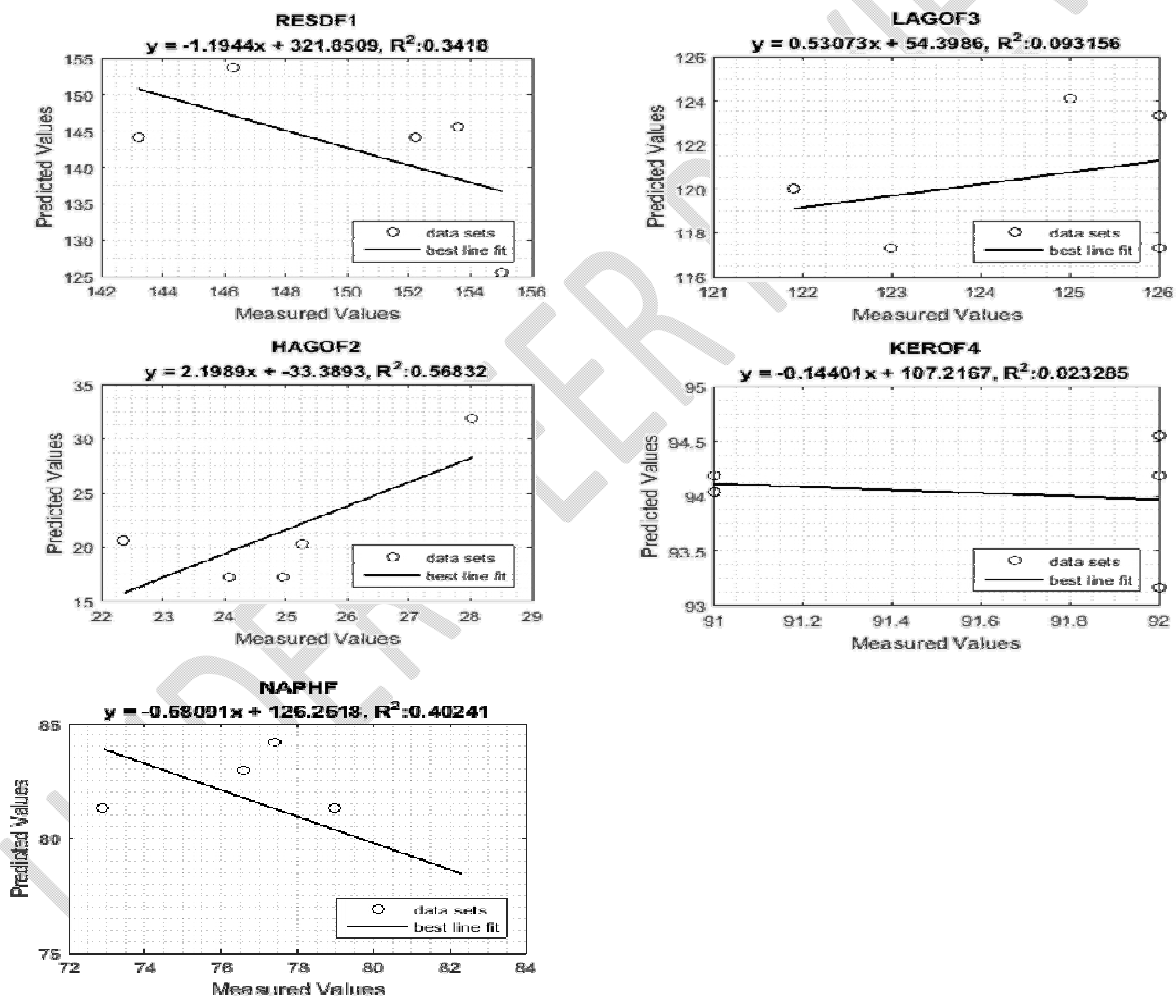 RESDF1
y = -1.1944x + 321.8509, R²:0.3418
155
150
145
140
135
130
125
Predicted Values
data sets
best line fit
142 144 146 148 150 152 154 156
Measured Values
LAGOF3
y = 0.53073x + 54.3986, R²:0.093156
126
124
122
120
118
116
Predicted Values
data sets
best line fit
121 122 123 124 125 126
Measured Values
HAGOF2
y = 2.1989x + -33.3893, R²:0.56832
35
30
25
20
15
Predicted Values
data sets
best line fit
22 23 24 25 26 27 28 29
Measured Values
KEROF4
y = -0.14401x + 107.2167, R²:0.023285
95
94.5
94
93.5
93
Predicted Values
data sets
best line fit
91 91.2 91.4 91.6 91.8 92
Measured Values
NAPHF
y = -0.58091x + 126.2618, R²:0.40241
85
80
75
Predicted Values
data sets
best line fit
72 74 76 78 80 82 84
Measured Values